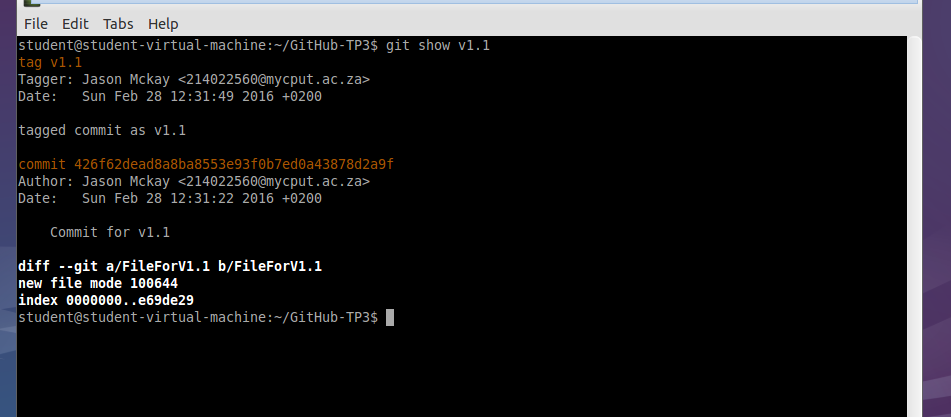 File Edit Tabs Help
student@student-virtual-machine:~/GitHub-TP3$ git show v1.1
tag v1.1
Tagger: Jason Mckay <214022560@mycput.ac.za>
Date:   Sun Feb 28 12:31:49 2016 +0200
tagged commit as v1.1
commit 426f62dead8a8ba8553e93f0b7ed0a43878d2a9f
Author: Jason Mckay <214022560@mycput.ac.za>
Date:   Sun Feb 28 12:31:22 2016 +0200
Commit for v1.1
diff --git a/FileForV1.1 b/FileForV1.1
new file mode 100644
index 0000000..e69de29
student@student-virtual-machine:~/GitHub-TP3$